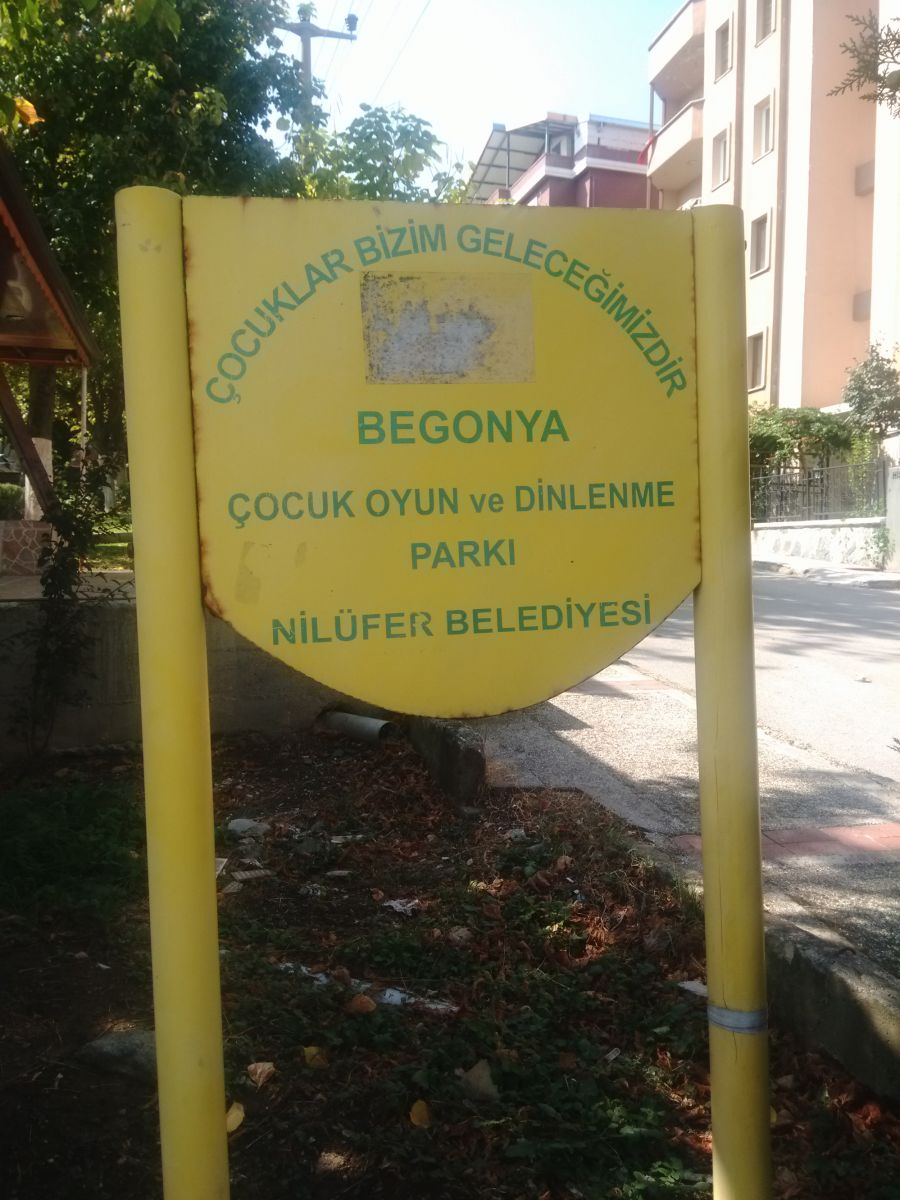 ÇOCUKLAR BİZİM GELECEĞİMİZDİR
BEGONYA
ÇOCUK OYUN ve DİNLENME
PARKI
NİLÜFER BELEDİYESİ